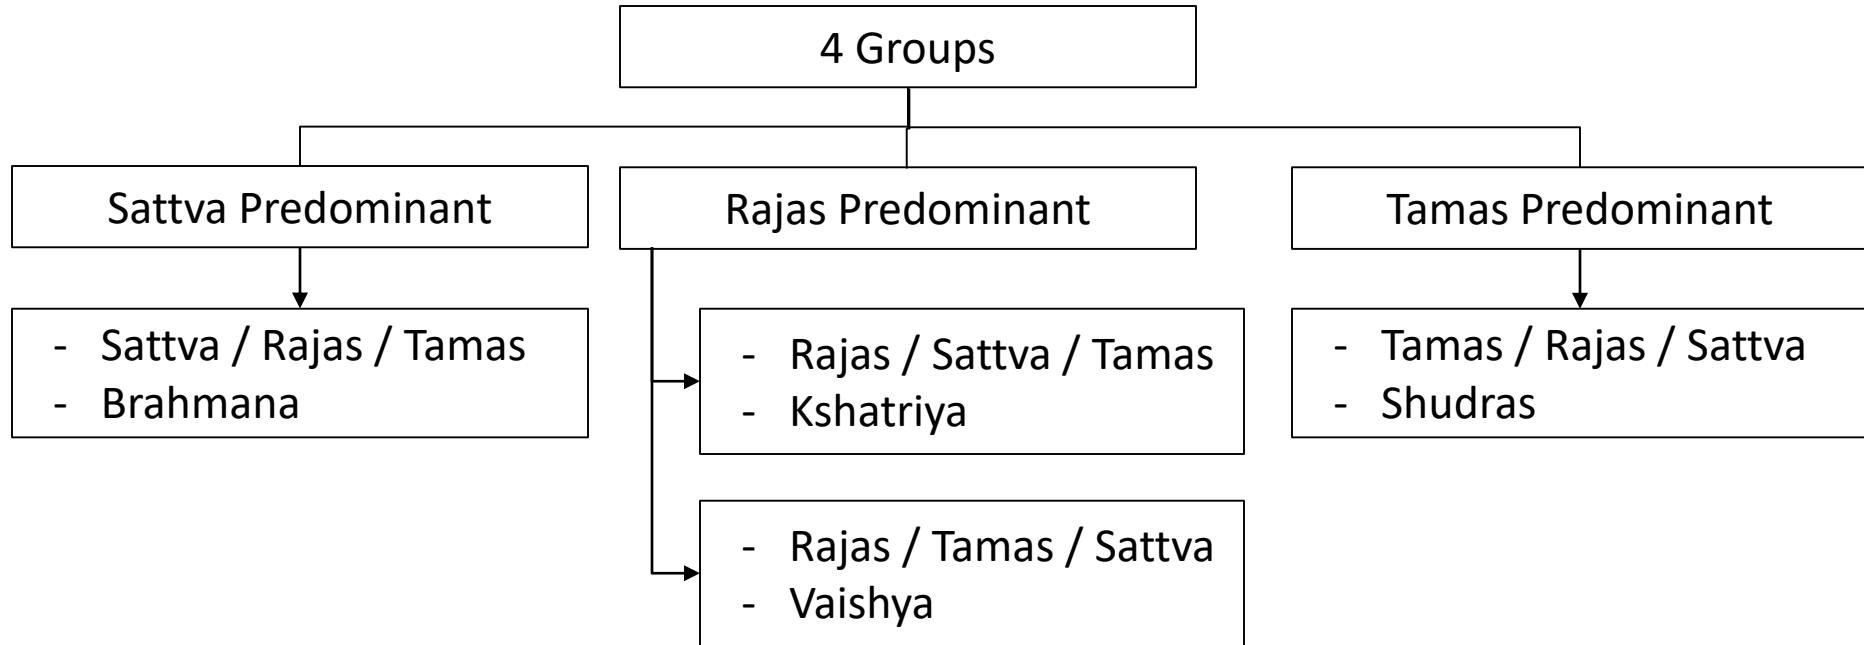 4 Groups
Sattva Predominant
Rajas Predominant
Tamas Predominant
- Sattva / Rajas / Tamas
- Brahmana
- Rajas / Sattva / Tamas
- Kshatriya
- Rajas / Tamas / Sattva
- Vaishya
- Tamas / Rajas / Sattva
- Shudras